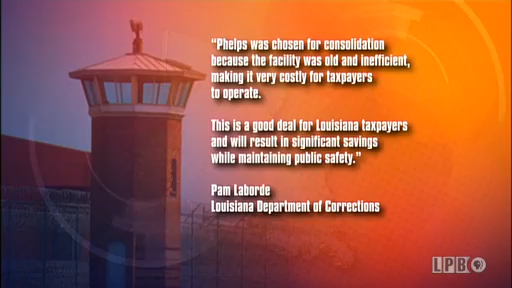 “Phelps was chosen for consolidation
because the facility was old and inefficient,
making it very costly for taxpayers
to operate.
This is a good deal for Louisiana taxpayers
and will result in significant savings
while maintaining public safety.”
Pam Laborde
Louisiana Department of Corrections
LPB